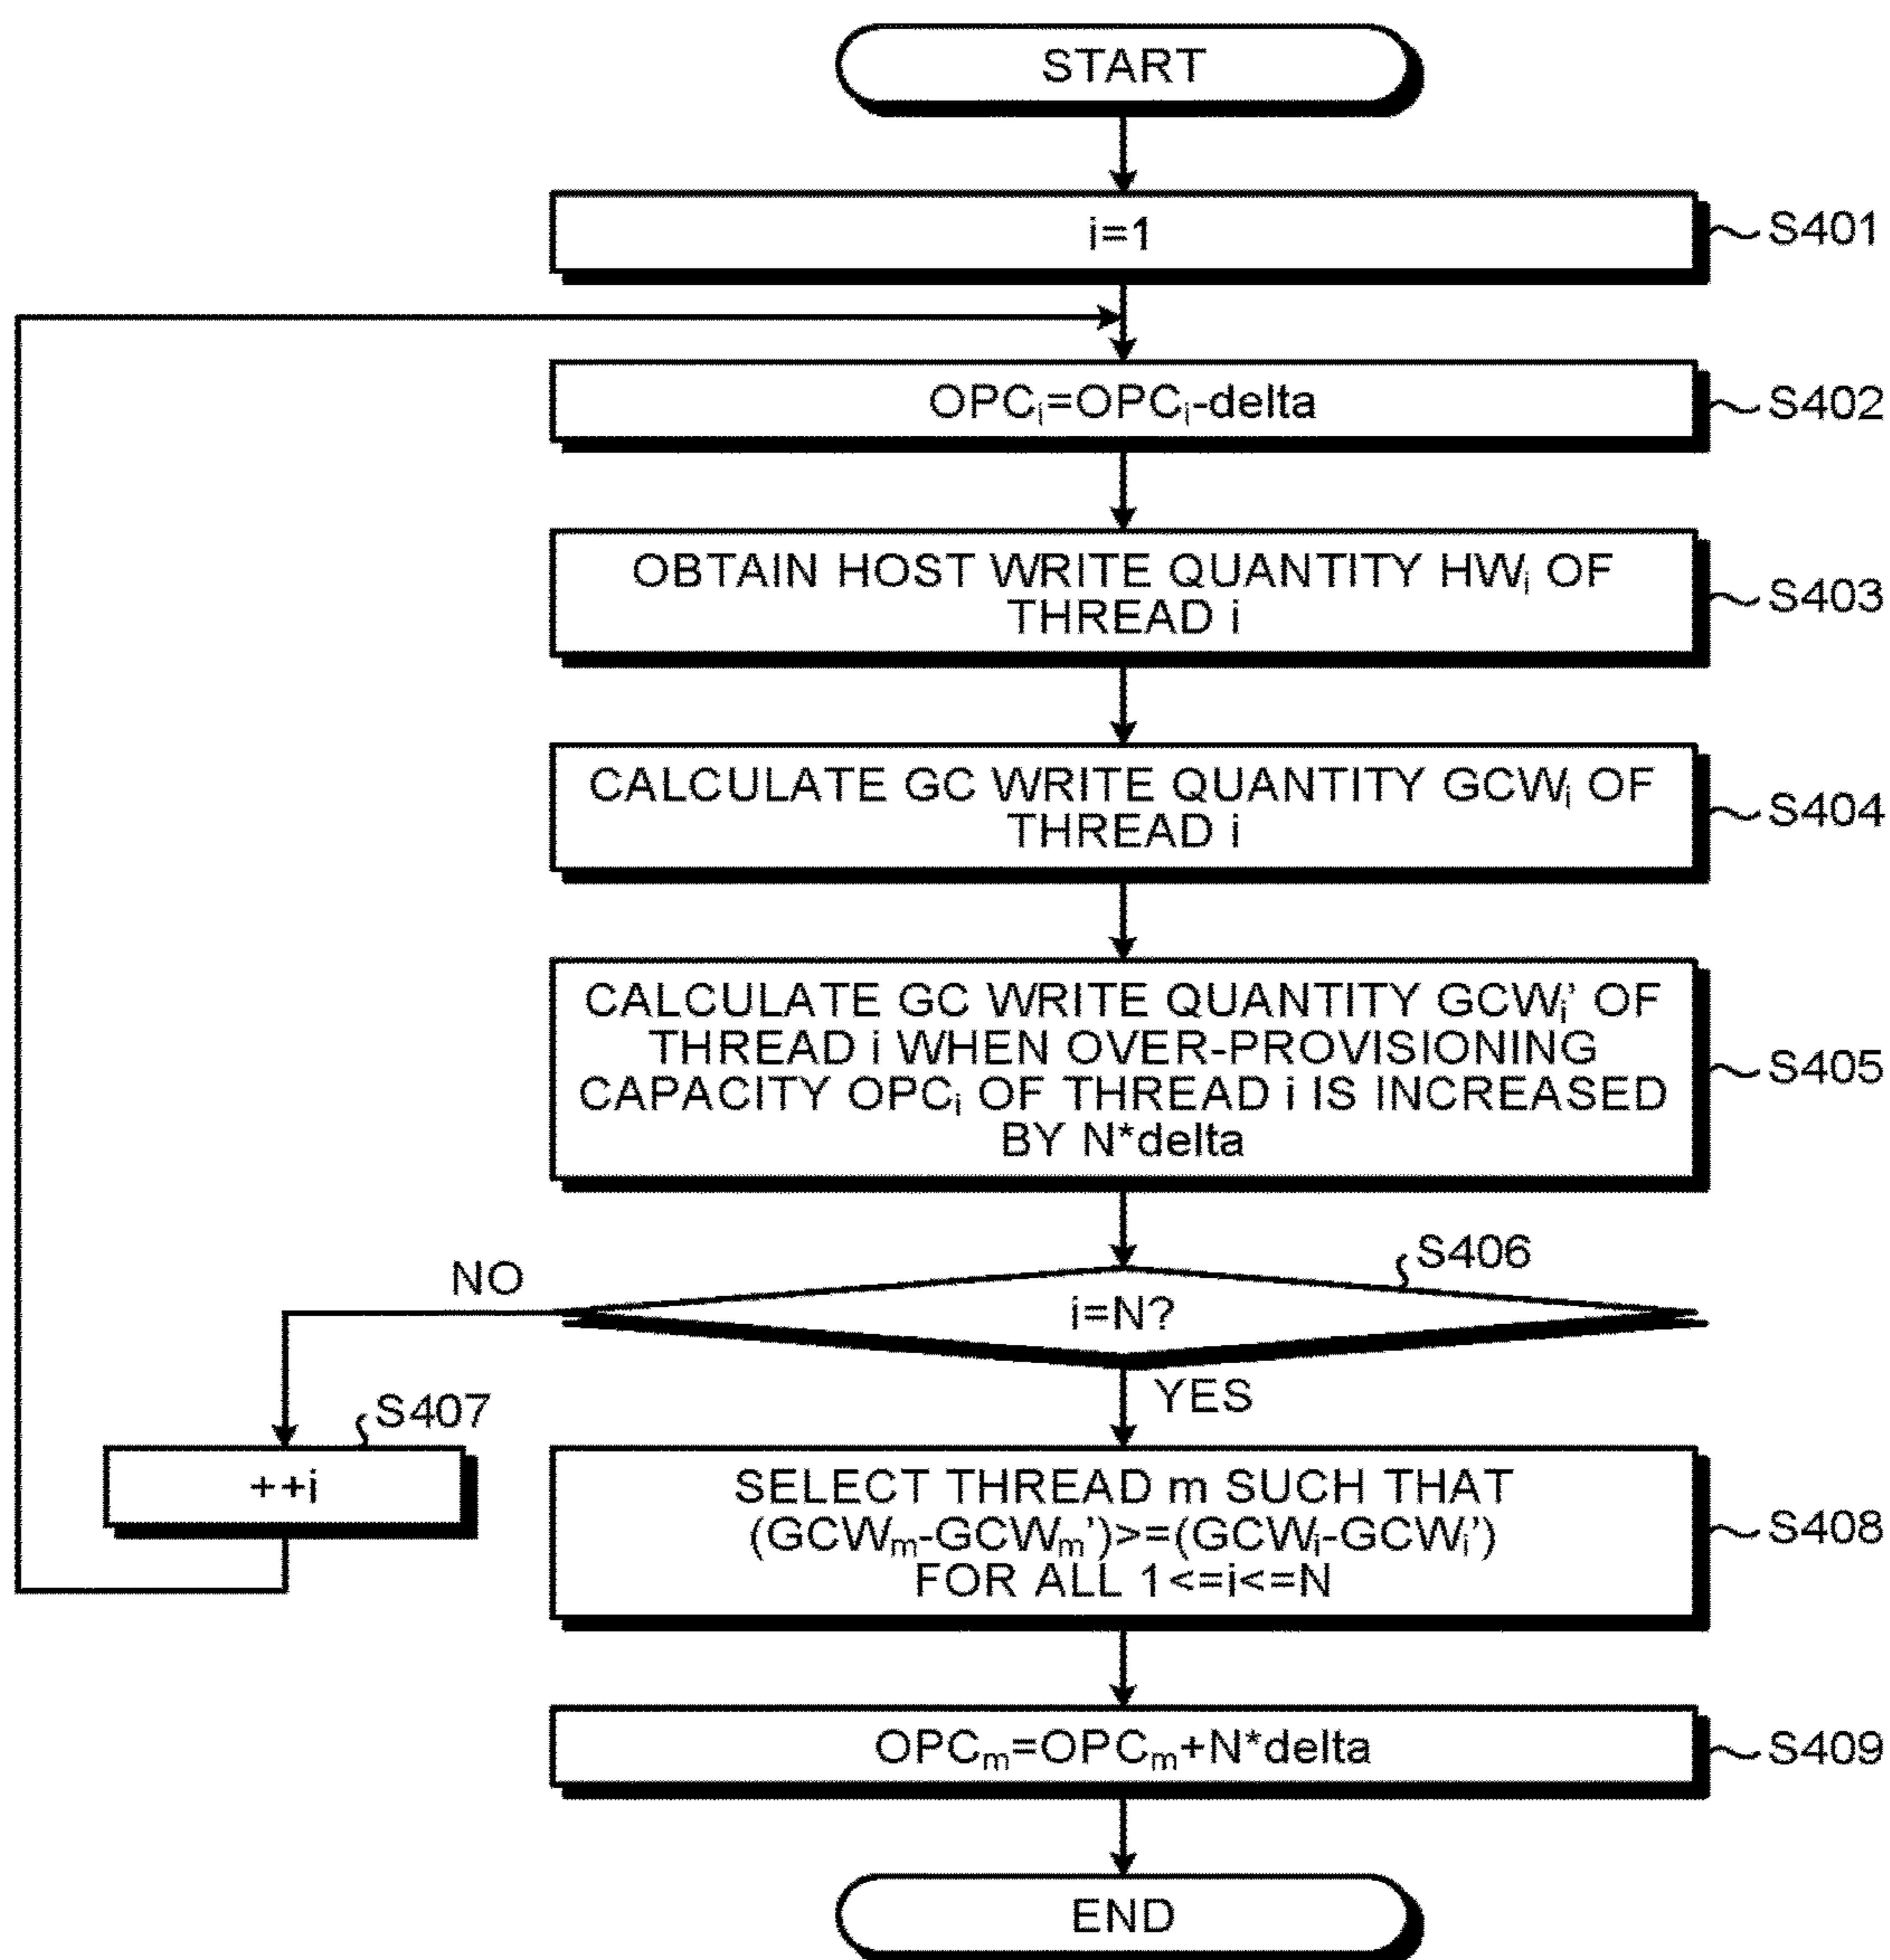 START
i=1
S401
OPCᵢ=OPCᵢ-delta
S402
OBTAIN HOST WRITE QUANTITY HWᵢ OF
THREAD i
S403
CALCULATE GC WRITE QUANTITY GCWᵢ OF
THREAD i
S404
CALCULATE GC WRITE QUANTITY GCWᵢ' OF
THREAD i WHEN OVER-PROVISIONING
CAPACITY OPCᵢ OF THREAD i IS INCREASED
BY N*delta
S405
S406
NO
i=N?
YES
S407
++i
SELECT THREAD m SUCH THAT
(GCWₘ-GCWₘ')>=(GCWᵢ-GCWᵢ')
FOR ALL 1<=i<=N
S408
OPCₘ=OPCₘ+N*delta
S409
END